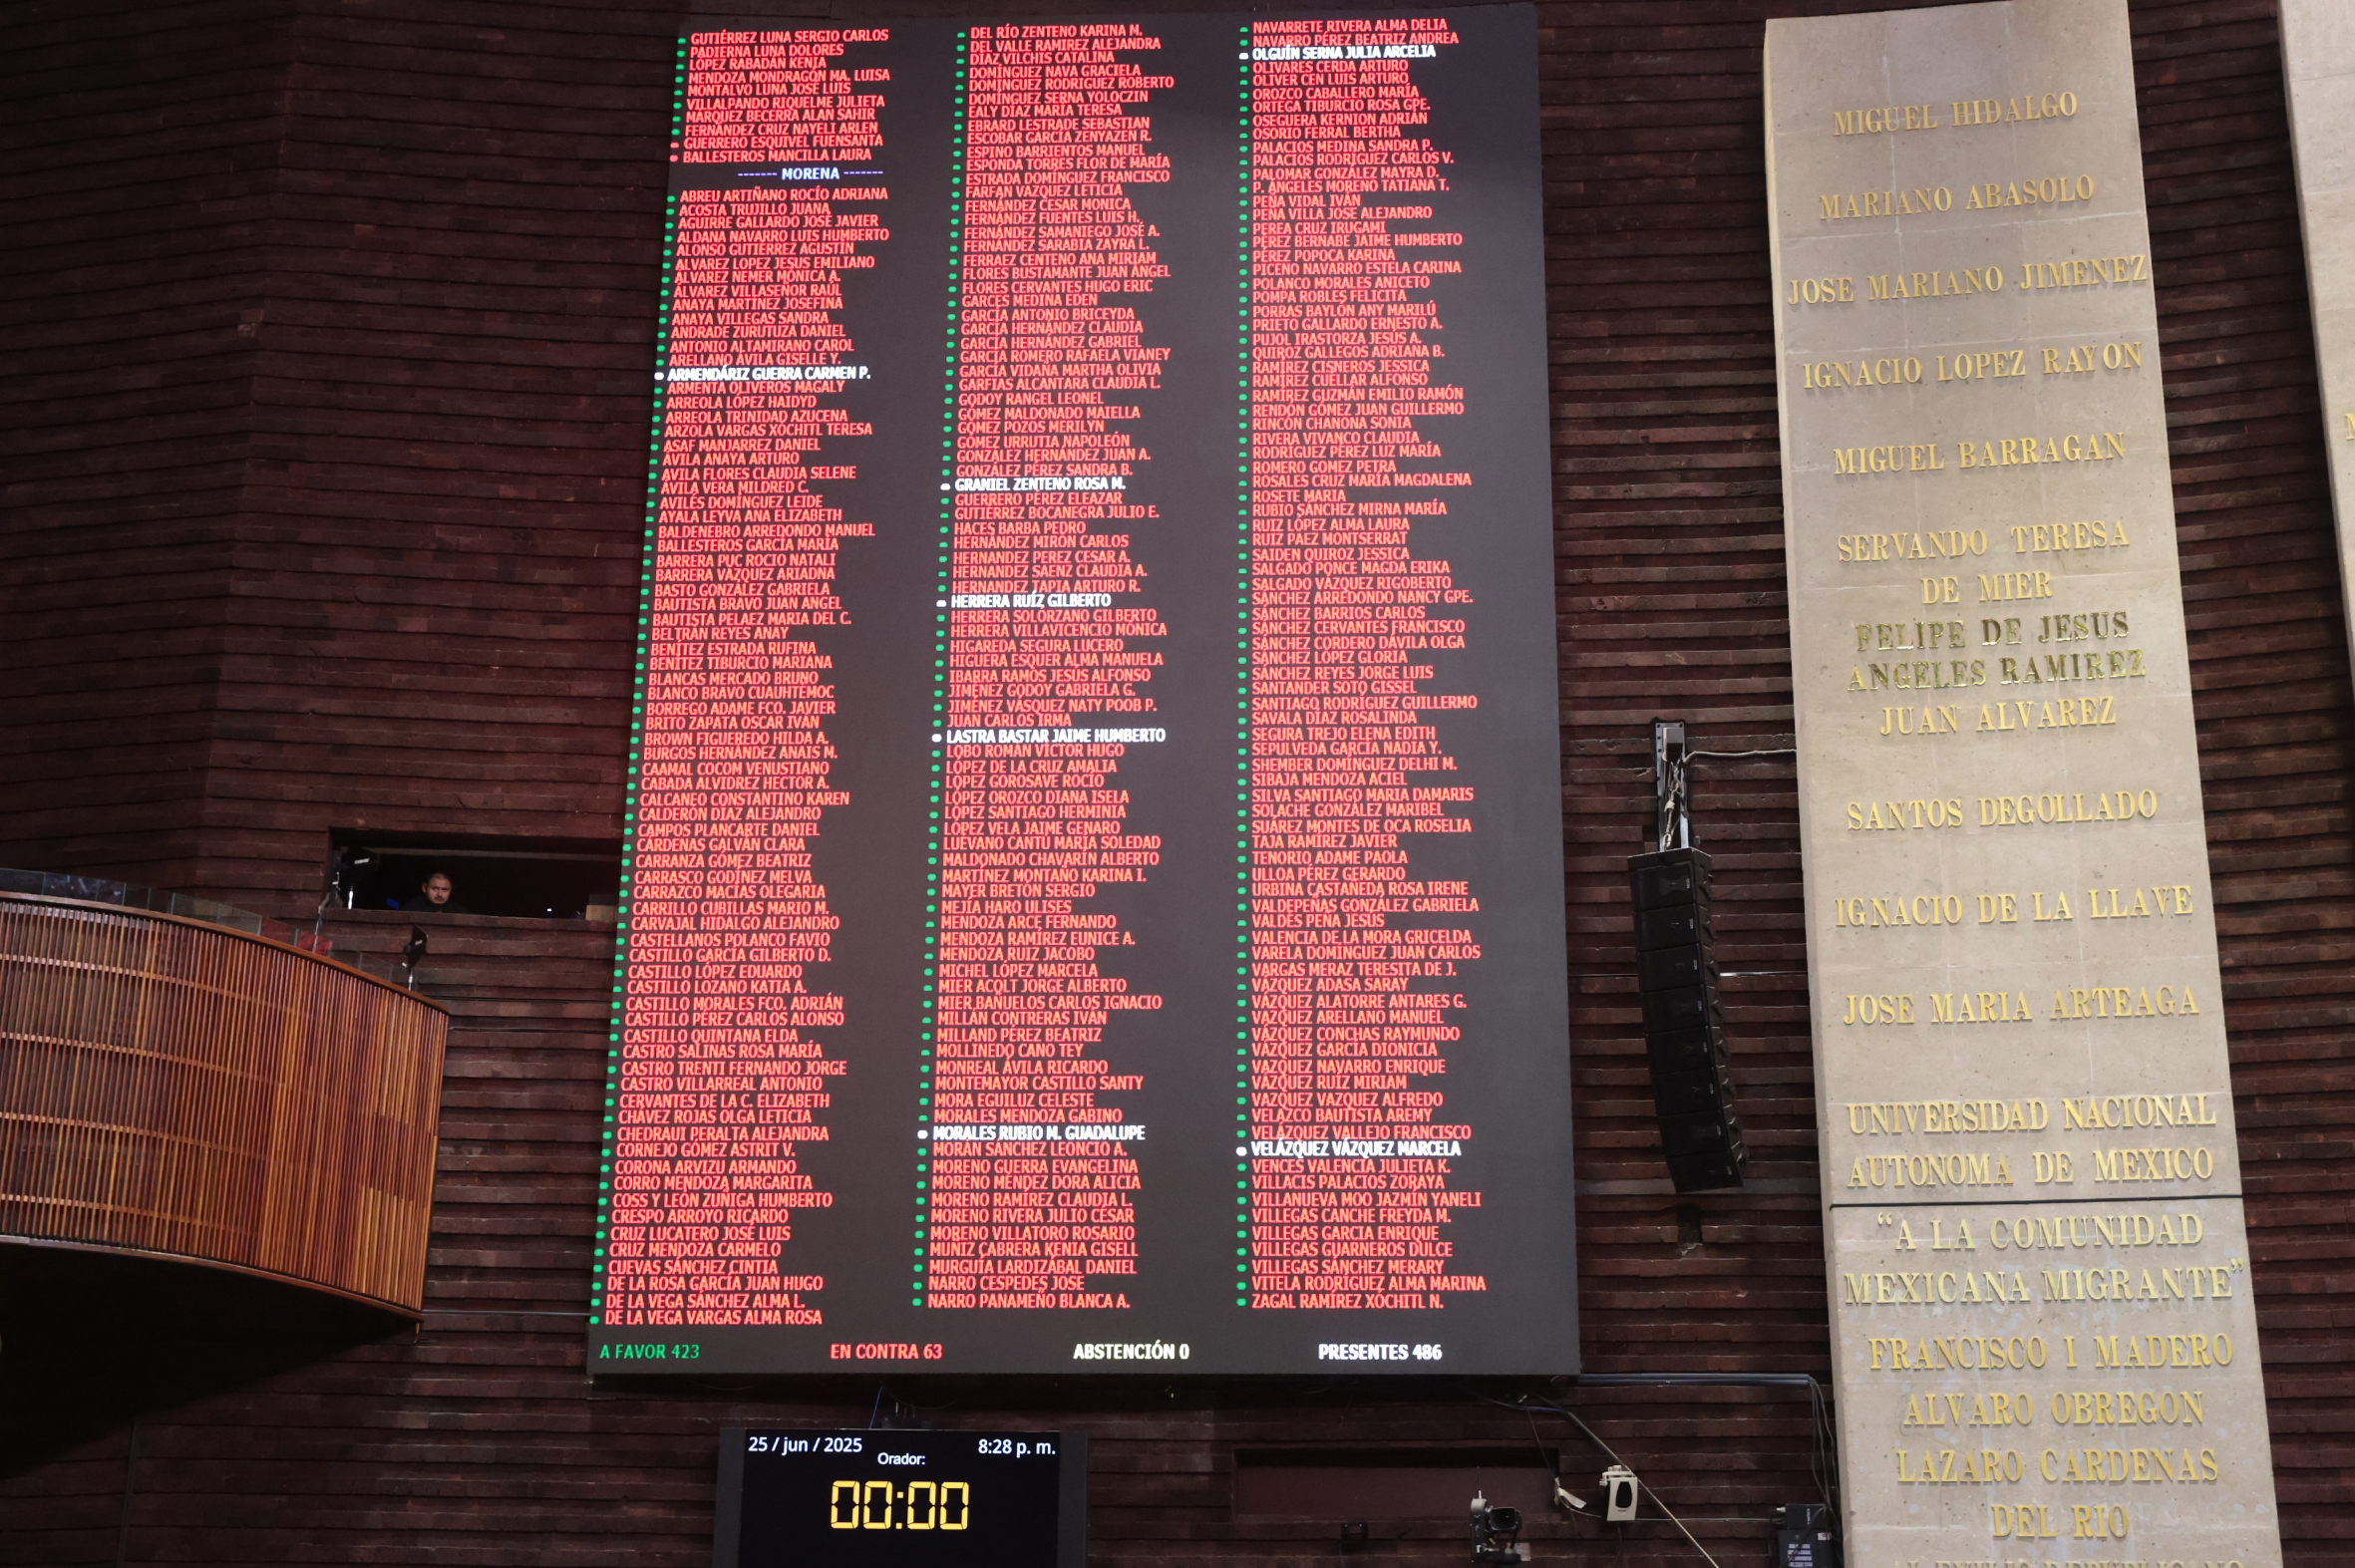 GUTIÉRREZ LUNA SERGIO CARLOS
PADIERNA LUNA DOLORES
LÓPEZ RABADÁN KENIA
MENDOZA MONDRAGÓN MA. LUISA
MONTALVO LUNA JOSÉ LUIS
VILLALPANDO RIQUELME JULIETA
MÁRQUEZ BECERRA ALAN SAHIR
FERNÁNDEZ CRUZ NAYELI ARLEN
GUERRERO ESQUIVEL FUENSANTA
BALLESTEROS MANCILLA LAURA
------- MORENA -------
ABREU ARTIÑANO ROCÍO ADRIANA
ACOSTA TRUJILLO JUANA
AGUIRRE GALLARDO JOSÉ JAVIER
ALDANA NAVARRO LUIS HUMBERTO
ALONSO GUTIÉRREZ AGUSTÍN
ÁLVAREZ LÓPEZ JESÚS EMILIANO
ÁLVAREZ NEMER MÓNICA A.
ÁLVAREZ VILLASEÑOR RAÚL
ANAYA MARTÍNEZ JOSEFINA
ANAYA VILLEGAS SANDRA
ANDRADE ZURUTUZA DANIEL
ANTONIO ALTAMIRANO CAROL
ARELLANO ÁVILA GISELLE Y.
ARMENDÁRIZ GUERRA CARMEN P.
ARMENTA OLIVEROS MAGALY
ARREOLA LÓPEZ HAIDYD
ARREOLA TRINIDAD AZUCENA
ARZOLA VARGAS XÓCHITL TERESA
ASAF MANJARREZ DANIEL
ÁVILA ANAYA ARTURO
ÁVILA FLORES CLAUDIA SELENE
ÁVILA VERA MILDRED C.
AVILÉS DOMÍNGUEZ LEIDE
AYALA LEYVA ANA ELIZABETH
BALDENEBRO ARREDONDO MANUEL
BALLESTEROS GARCÍA MARÍA
BARRERA PUC ROCÍO NATALÍ
BARRERA VÁZQUEZ ARIADNA
BASTO GONZÁLEZ GABRIELA
BAUTISTA BRAVO JUAN ÁNGEL
BAUTISTA PELÁEZ MARÍA DEL C.
BELTRÁN REYES ANAY
BENÍTEZ ESTRADA RUFINA
BENÍTEZ TIBURCIO MARIANA
BLANCAS MERCADO BRUNO
BLANCO BRAVO CUAUHTÉMOC
BORREGO ADAME FCO. JAVIER
BRITO ZAPATA OSCAR IVÁN
BROWN FIGUEREDO HILDA A.
BURGOS HERNÁNDEZ ANAIS M.
CAAMAL COCOM VENUSTIANO
CABADA ALVIDREZ HÉCTOR A.
CALCÁNEO CONSTANTINO KAREN
CALDERÓN DÍAZ ALEJANDRO
CAMPOS PLANCARTE DANIEL
CÁRDENAS GALVÁN CLARA
CARRANZA GÓMEZ BEATRIZ
CARRASCO GODÍNEZ MELVA
CARRAZCO MACÍAS OLEGARIA
CARRILLO CUBILLAS MARIO M.
CARVAJAL HIDALGO ALEJANDRO
CASTELLANOS POLANCO FAVIO
CASTILLO GARCÍA GILBERTO D.
CASTILLO LÓPEZ EDUARDO
CASTILLO LOZANO KATIA A.
CASTILLO MORALES FCO. ADRIÁN
CASTILLO PÉREZ CARLOS ALONSO
CASTILLO QUINTANA ELDA
CASTRO SALINAS ROSA MARÍA
CASTRO TRENTI FERNANDO JORGE
CASTRO VILLARREAL ANTONIO
CERVANTES DE LA C. ELIZABETH
CHÁVEZ ROJAS OLGA LETICIA
CHEDRAUI PERALTA ALEJANDRA
CORNEJO GÓMEZ ASTRIT V.
CORONA ARVIZU ARMANDO
CORRO MENDOZA MARGARITA
COSS Y LEÓN ZÚÑIGA HUMBERTO
CRESPO ARROYO RICARDO
CRUZ LUCATERO JOSÉ LUIS
CRUZ MENDOZA CARMELO
CUEVAS SÁNCHEZ CINTIA
DE LA ROSA GARCÍA JUAN HUGO
DE LA VEGA SÁNCHEZ ALMA L.
DE LA VEGA VARGAS ALMA ROSA
DEL RÍO ZENTENO KARINA M.
DEL VALLE RAMÍREZ ALEJANDRA
DÍAZ VILCHIS CATALINA
DOMÍNGUEZ NAVA GRACIELA
DOMÍNGUEZ RODRÍGUEZ ROBERTO
DOMÍNGUEZ SERNA YOLOCZIN
EALY DÍAZ MARÍA TERESA
EBRARD LESTRADE SEBASTIÁN
ESCOBAR GARCÍA ZENYAZEN R.
ESPINO BARRIENTOS MANUEL
ESPONDA TORRES FLOR DE MARÍA
ESTRADA DOMÍNGUEZ FRANCISCO
FARFÁN VÁZQUEZ LETICIA
FERNÁNDEZ CÉSAR MÓNICA
FERNÁNDEZ FUENTES LUIS H.
FERNÁNDEZ SAMANIEGO JOSÉ A.
FERNÁNDEZ SARABIA ZAYRA L.
FERRAEZ CENTENO ANA MIRIAM
FLORES BUSTAMANTE JUAN ÁNGEL
FLORES CERVANTES HUGO ERIC
GARCÉS MEDINA EDÉN
GARCÍA ANTONIO BRICEYDA
GARCÍA HERNÁNDEZ CLAUDIA
GARCÍA HERNÁNDEZ GABRIEL
GARCÍA ROMERO RAFAELA VIANEY
GARCÍA VIDAÑA MARTHA OLIVIA
GARFIAS ALCÁNTARA CLAUDIA L.
GODOY RANGEL LEONEL
GÓMEZ MALDONADO MAIELLA
GÓMEZ POZOS MERILYN
GÓMEZ URRUTIA NAPOLEÓN
GONZÁLEZ HERNÁNDEZ JUAN A.
GONZÁLEZ PÉREZ SANDRA B.
GRANIEL ZENTENO ROSA M.
GUERRERO PÉREZ ELEAZAR
GUTIÉRREZ BOCANEGRA JULIO E.
HACES BARBA PEDRO
HERNÁNDEZ MIRÓN CARLOS
HERNÁNDEZ PÉREZ CÉSAR A.
HERNÁNDEZ SÁENZ CLAUDIA A.
HERNÁNDEZ TAPIA ARTURO R.
HERRERA RUÍZ GILBERTO
HERRERA SOLÓRZANO GILBERTO
HERRERA VILLAVICENCIO MÓNICA
HIGAREDA SEGURA LUCERO
HIGUERA ESQUER ALMA MANUELA
IBARRA RAMOS JESÚS ALFONSO
JIMÉNEZ GODOY GABRIELA G.
JIMÉNEZ VÁSQUEZ NATY POOB P.
JUAN CARLOS IRMA
LASTRA BASTAR JAIME HUMBERTO
LOBO ROMÁN VÍCTOR HUGO
LÓPEZ DE LA CRUZ AMALIA
LÓPEZ GOROSAVE ROCÍO
LÓPEZ OROZCO DIANA ISELA
LÓPEZ SANTIAGO HERMINIA
LÓPEZ VELA JAIME GENARO
LUÉVANO CANTÚ MARÍA SOLEDAD
MALDONADO CHAVARÍN ALBERTO
MARTÍNEZ MONTAÑO KARINA I.
MAYER BRETÓN SERGIO
MEJÍA HARO ULISES
MENDOZA ARCE FERNANDO
MENDOZA RAMÍREZ EUNICE A.
MENDOZA RUIZ JACOBO
MICHEL LÓPEZ MARCELA
MIER ACOLT JORGE ALBERTO
MIER BAÑUELOS CARLOS IGNACIO
MILLÁN CONTRERAS IVÁN
MILLAND PÉREZ BEATRIZ
MOLLINEDO CANO TEY
MONREAL ÁVILA RICARDO
MONTEMAYOR CASTILLO SANTY
MORA EGUILUZ CELESTE
MORALES MENDOZA GABINO
MORALES RUBIO M. GUADALUPE
MORÁN SÁNCHEZ LEONCIO A.
MORENO GUERRA EVANGELINA
MORENO MÉNDEZ DORA ALICIA
MORENO RAMÍREZ CLAUDIA L.
MORENO RIVERA JULIO CÉSAR
MORENO VILLATORO ROSARIO
MUÑIZ CABRERA KENIA GISELL
MURGUÍA LARDIZÁBAL DANIEL
NARRO CÉSPEDES JOSÉ
NARRO PANAMEÑO BLANCA A.
NAVARRETE RIVERA ALMA DELIA
NAVARRO PÉREZ BEATRIZ ANDREA
OLGUÍN SERNA JULIA ARCELIA
OLIVARES CERDA ARTURO
OLIVER CEN LUIS ARTURO
OROZCO CABALLERO MARÍA
ORTEGA TIBURCIO ROSA GPE.
OSEGUERA KERNION ADRIÁN
OSORIO FERRAL BERTHA
PALACIOS MEDINA SANDRA P.
PALACIOS RODRÍGUEZ CARLOS V.
PALOMAR GONZÁLEZ MAYRA D.
P. ÁNGELES MORENO TATIANA T.
PEÑA VIDAL IVÁN
PEÑA VILLA JOSÉ ALEJANDRO
PEREA CRUZ IRUGAMI
PÉREZ BERNABE JAIME HUMBERTO
PÉREZ POPOCA KARINA
PICENO NAVARRO ESTELA CARINA
POLANCO MORALES ANICETO
POMPA ROBLES FELICITA
PORRAS BAYLÓN ANY MARILÚ
PRIETO GALLARDO ERNESTO A.
PUJOL IRASTORZA JESÚS A.
QUIROZ GALLEGOS ADRIANA B.
RAMÍREZ CISNEROS JESSICA
RAMÍREZ CUÉLLAR ALFONSO
RAMÍREZ GUZMÁN EMILIO RAMÓN
RENDÓN GÓMEZ JUAN GUILLERMO
RINCÓN CHANONA SONIA
RIVERA VIVANCO CLAUDIA
RODRÍGUEZ PÉREZ LUZ MARÍA
ROMERO GÓMEZ PETRA
ROSALES CRUZ MARÍA MAGDALENA
ROSETE MARÍA
RUBIO SÁNCHEZ MIRNA MARÍA
RUIZ LÓPEZ ALMA LAURA
RUIZ PÁEZ MONTSERRAT
SAIDEN QUIROZ JESSICA
SALGADO PONCE MAGDA ERIKA
SALGADO VÁZQUEZ RIGOBERTO
SÁNCHEZ ARREDONDO NANCY GPE.
SÁNCHEZ BARRIOS CARLOS
SÁNCHEZ CERVANTES FRANCISCO
SÁNCHEZ CORDERO DÁVILA OLGA
SÁNCHEZ LÓPEZ GLORIA
SÁNCHEZ REYES JORGE LUIS
SANTANDER SOTO GISSEL
SANTIAGO RODRÍGUEZ GUILLERMO
SAVALA DÍAZ ROSALINDA
SEGURA TREJO ELENA EDITH
SEPÚLVEDA GARCÍA NADIA Y.
SHEMBER DOMÍNGUEZ DELHI M.
SIBAJA MENDOZA ACIEL
SILVA SANTIAGO MARÍA DAMARIS
SOLACHE GONZÁLEZ MARIBEL
SUÁREZ MONTES DE OCA ROSELIA
TAJA RAMÍREZ JAVIER
TENORIO ADAME PAOLA
ULLOA PÉREZ GERARDO
URBINA CASTAÑEDA ROSA IRENE
VALDEPEÑAS GONZÁLEZ GABRIELA
VALDÉS PEÑA JESÚS
VALENCIA DE LA MORA GRICELDA
VARELA DOMÍNGUEZ JUAN CARLOS
VARGAS MERAZ TERESITA DE J.
VÁZQUEZ ADASA SARAY
VÁZQUEZ ALATORRE ANTARES G.
VÁZQUEZ ARELLANO MANUEL
VÁZQUEZ CONCHAS RAYMUNDO
VÁZQUEZ GARCÍA DIONICIA
VÁZQUEZ NAVARRO ENRIQUE
VÁZQUEZ RUÍZ MIRIAM
VÁZQUEZ VÁZQUEZ ALFREDO
VELÁZCO BAUTISTA AREMY
VELÁZQUEZ VALLEJO FRANCISCO
VELÁZQUEZ VÁZQUEZ MARCELA
VENCES VALENCIA JULIETA K.
VILLACIS PALACIOS ZORAYA
VILLANUEVA MOO JAZMÍN YANELI
VILLEGAS CANCHÉ FREYDA M.
VILLEGAS GARCÍA ENRIQUE
VILLEGAS GUARNEROS DULCE
VILLEGAS SÁNCHEZ MERARY
VITELA RODRÍGUEZ ALMA MARINA
ZAGAL RAMÍREZ XÓCHITL N.
A FAVOR 423
EN CONTRA 63
ABSTENCIÓN 0
PRESENTES 486
25 / jun / 2025
8:28 p. m.
Orador:
00:00
MIGUEL HIDALGO
MARIANO ABASOLO
JOSE MARIANO JIMENEZ
IGNACIO LOPEZ RAYON
MIGUEL BARRAGAN
SERVANDO TERESA
DE MIER
FELIPE DE JESUS
ANGELES RAMIREZ
JUAN ALVAREZ
SANTOS DEGOLLADO
IGNACIO DE LA LLAVE
JOSE MARIA ARTEAGA
UNIVERSIDAD NACIONAL
AUTONOMA DE MEXICO
"A LA COMUNIDAD
MEXICANA MIGRANTE"
FRANCISCO I MADERO
ALVARO OBREGON
LAZARO CARDENAS
DEL RIO